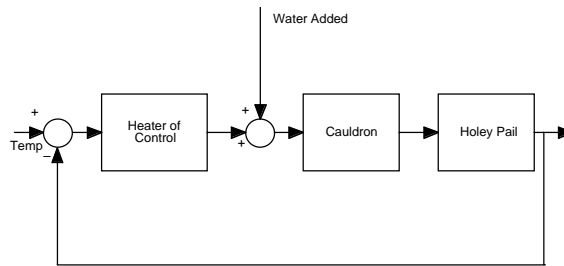 Water Added
+
+
Heater of
Control
Cauldron
Holey Pail
Temp
+
−